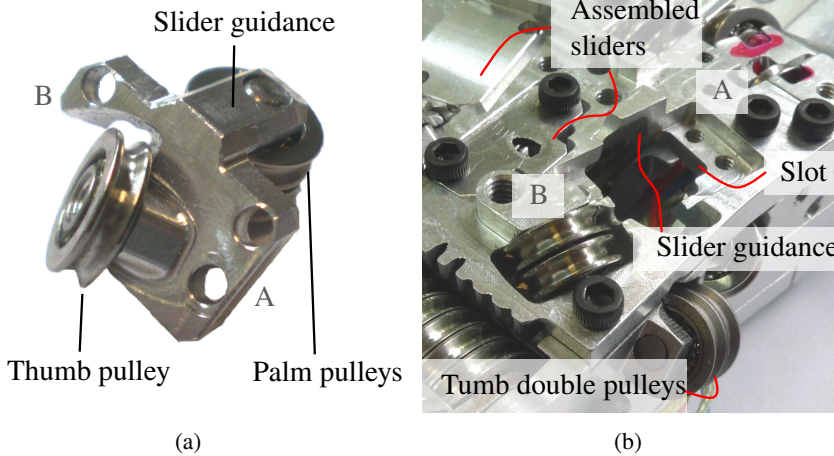 Slider guidance
B
A
Thumb pulley
Palm pulleys
(a)
Assembled
sliders
A
Slot
B
Slider guidance
Tumb double pulleys
(b)